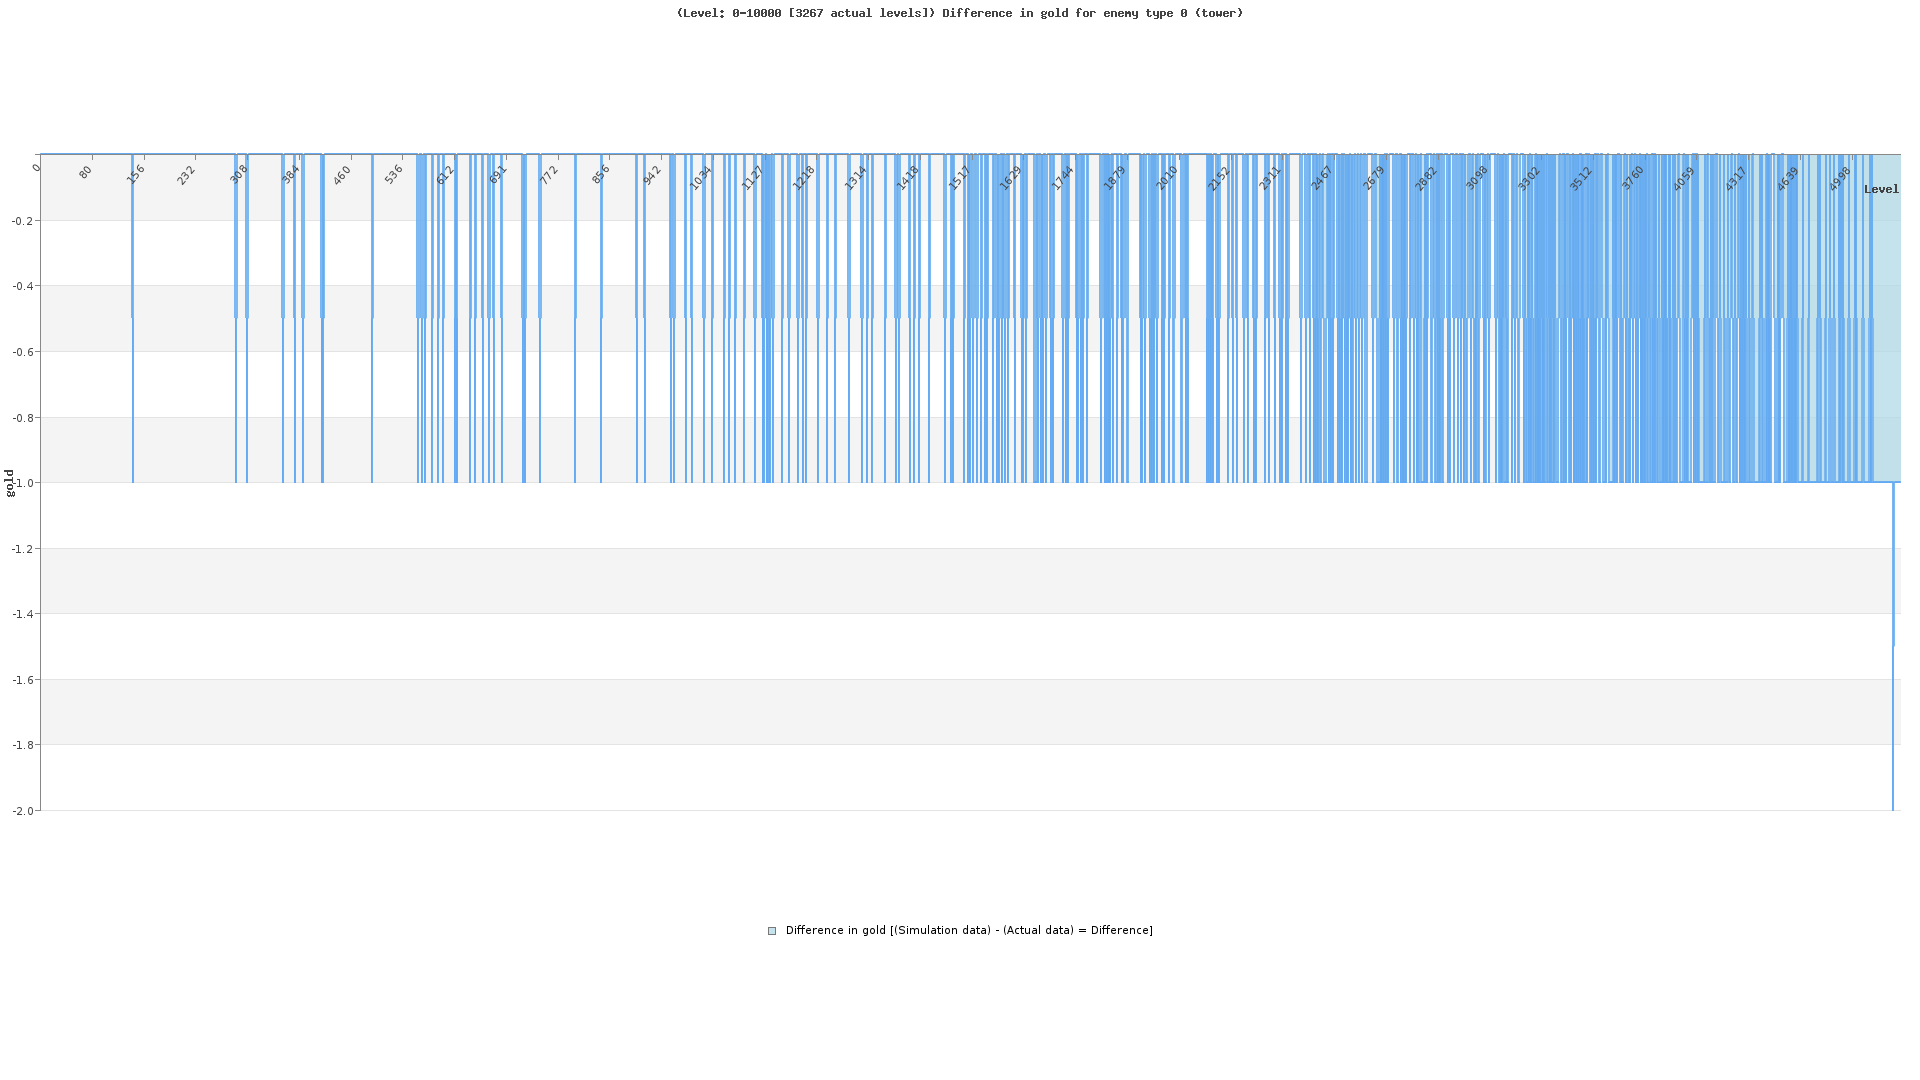 (Level: 0-10000 [3267 actual levels]) Difference in gold for enemy type 0 (tower)
0 80 156 232 308 384 460 536 612 691 772 856 942 1034 1127 1218 1314 1418 1517 1629 1744 1879 2010 2152 2311 2467 2679 2882 3098 3302 3512 3760 4059 4317 4639 4998
Level
-0.2
-0.4
-0.6
-0.8
gold
-1.0
-1.2
-1.4
-1.6
-1.8
-2.0
Difference in gold [(Simulation data) - (Actual data) = Difference]